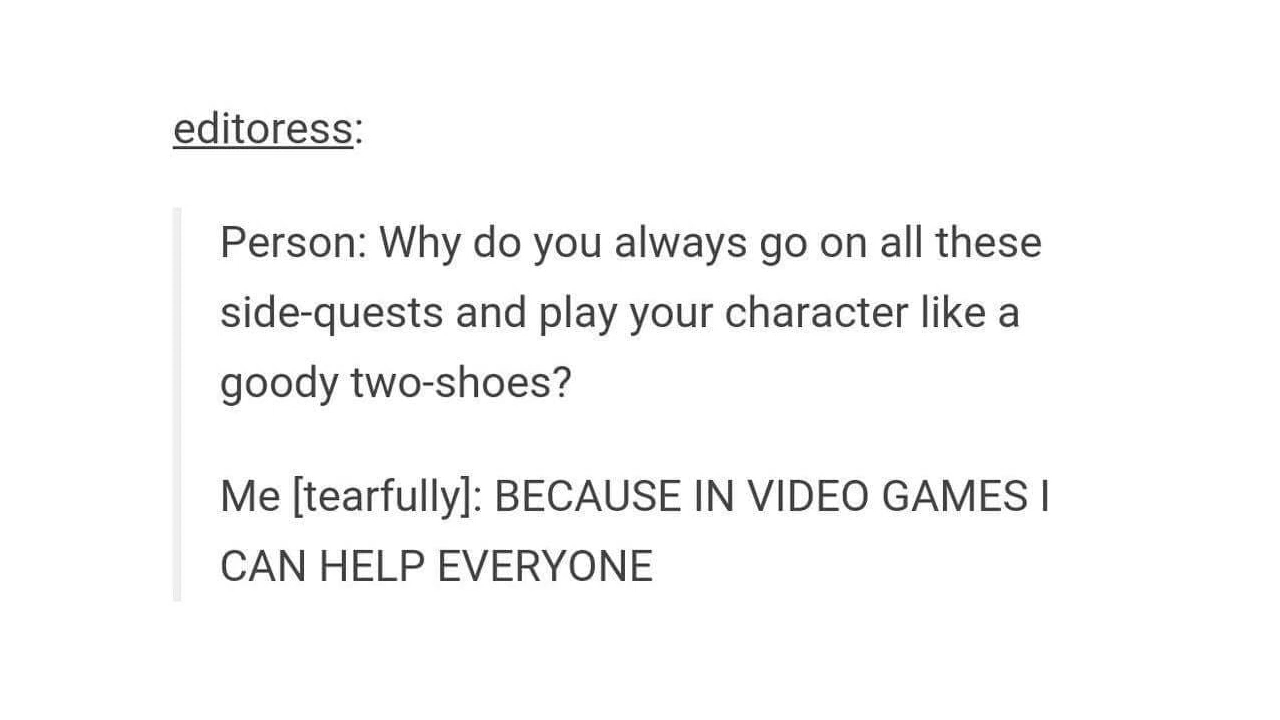 editoress:
Person: Why do you always go on all these
side-quests and play your character like a
goody two-shoes?
Me [tearfully]: BECAUSE IN VIDEO GAMES I
CAN HELP EVERYONE